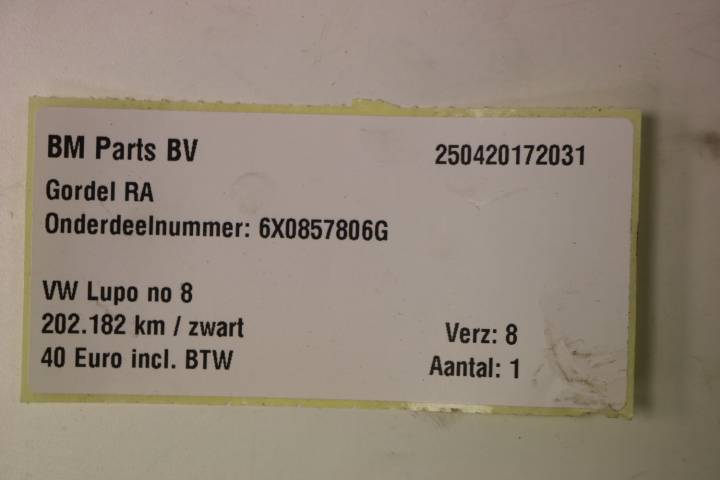 BM Parts BV 250420172031
Gordel RA
Onderdeelnummer: 6X0857806G
VW Lupo no 8
202.182 km / zwart Verz: 8
40 Euro incl. BTW Aantal: 1